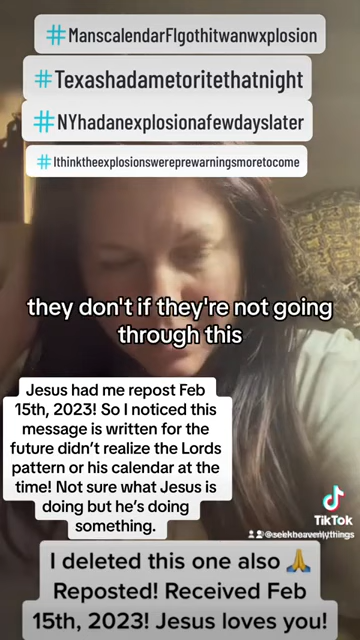 #ManscalendarFlgothitwanwxplosion
#Texashadametoritethatnight
#NYhadanexplosionafewdayslater
#Ithinktheexplosionswereprewarningsmoretocome
they don't if they're not going
through this
Jesus had me repost Feb
15th, 2023! So I noticed this
message is written for the
future didn't realize the Lords
pattern or his calendar at the
time! Not sure what Jesus is
doing but he's doing
something.
TikTok
@seekheavenlythings
I deleted this one also 🙏
Reposted! Received Feb
15th, 2023! Jesus loves you!